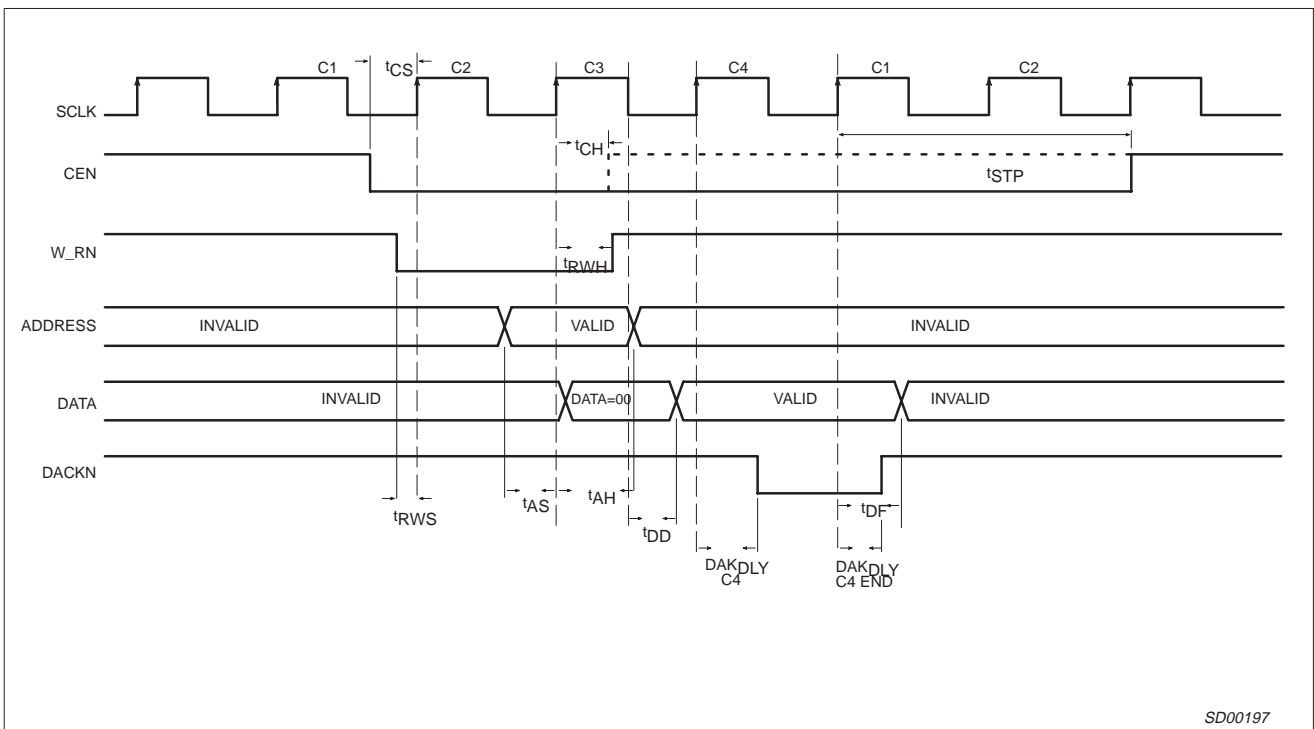 C1 tCS C2 C3 C4 C1 C2
SCLK
tCH
CEN tSTP
W_RN
tRWH
ADDRESS INVALID VALID INVALID
DATA INVALID DATA=00 VALID INVALID
DACKN
tRWS tAS tAH tDD tDF
DAKDLY DAKDLY
C4 C4 END
SD00197